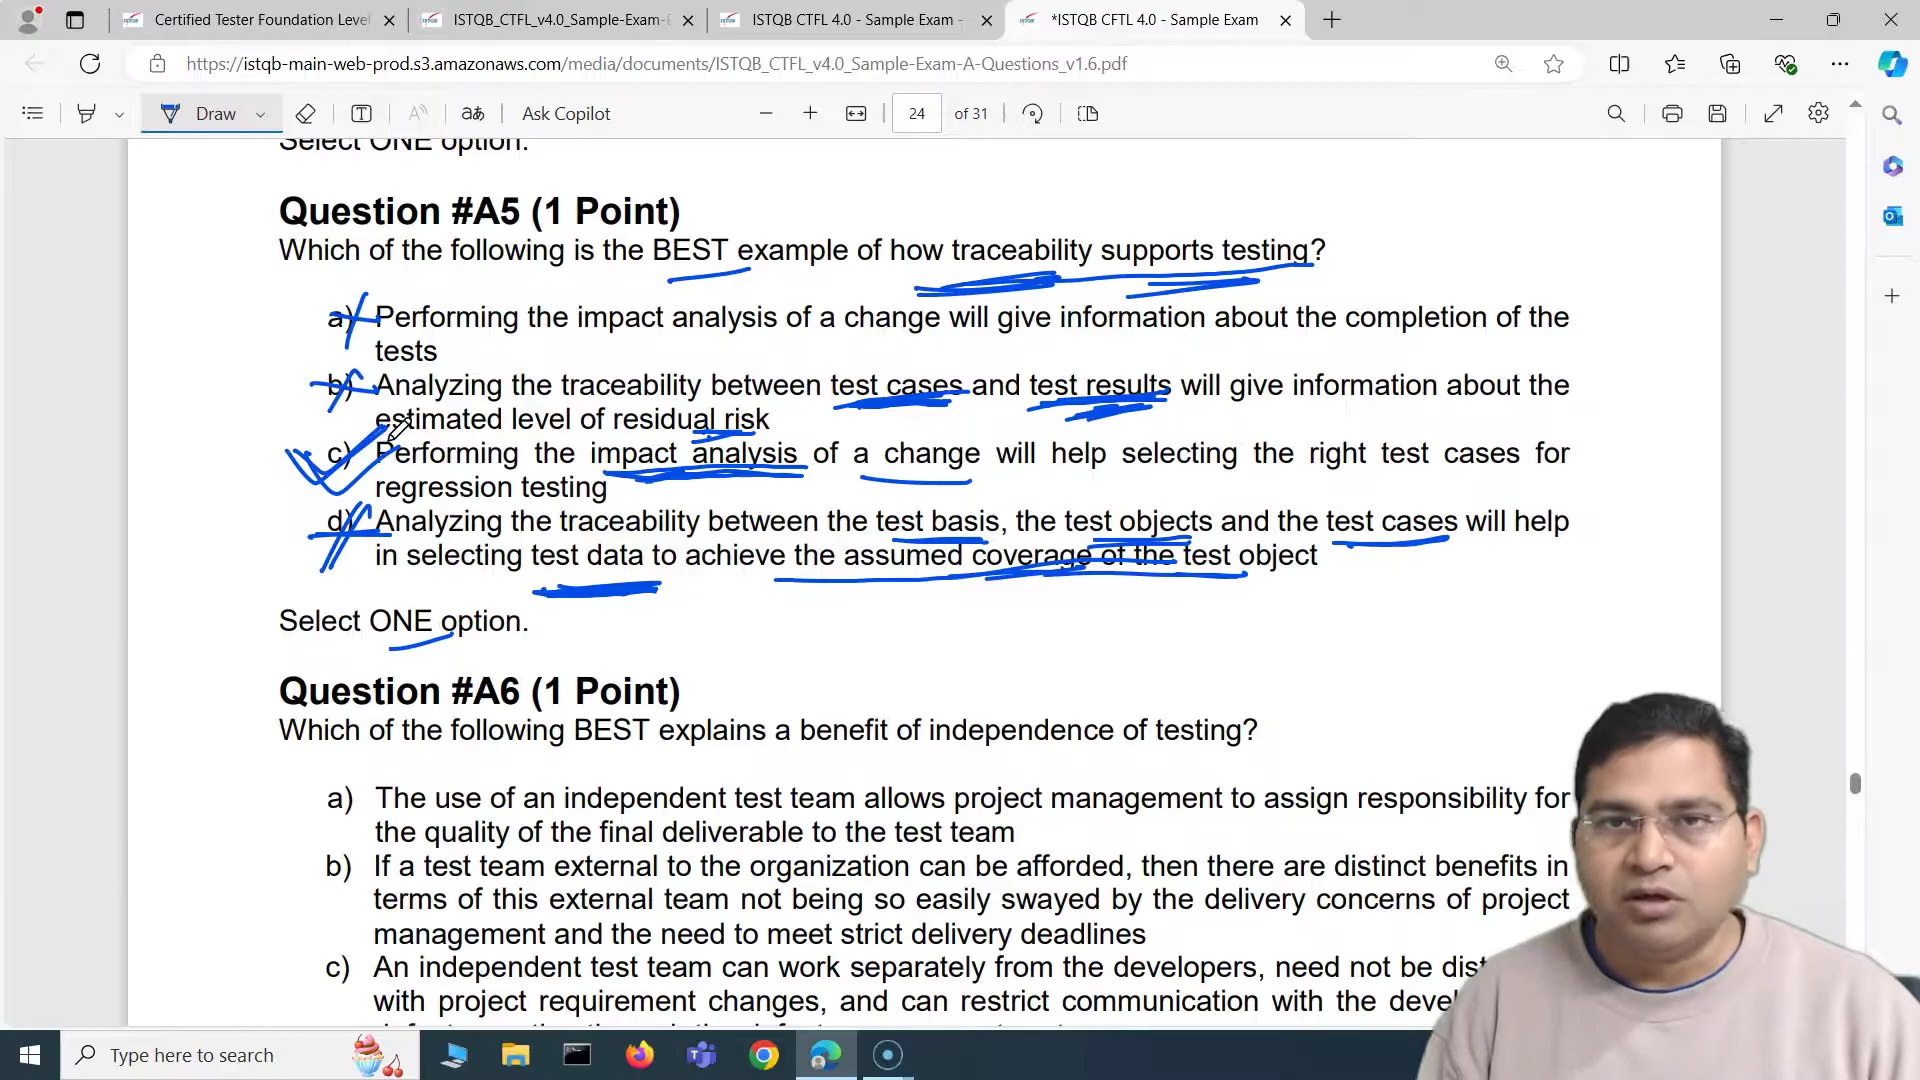 Certified Tester Foundation Leve
ISTQB_CTFL_v4.0_Sample-Exam-
ISTQB CTFL 4.0 - Sample Exam -
*ISTQB CFTL 4.0 - Sample Exam
https://istqb-main-web-prod.s3.amazonaws.com/media/documents/ISTQB_CTFL_v4.0_Sample-Exam-A-Questions_v1.6.pdf
Draw
aあ
Ask Copilot
24 of 31
Select ONE option.
Question #A5 (1 Point)
Which of the following is the BEST example of how traceability supports testing?
a) Performing the impact analysis of a change will give information about the completion of the
tests
b) Analyzing the traceability between test cases and test results will give information about the
estimated level of residual risk
c) Performing the impact analysis of a change will help selecting the right test cases for
regression testing
d) Analyzing the traceability between the test basis, the test objects and the test cases will help
in selecting test data to achieve the assumed coverage of the test object
Select ONE option.
Question #A6 (1 Point)
Which of the following BEST explains a benefit of independence of testing?
a) The use of an independent test team allows project management to assign responsibility for
the quality of the final deliverable to the test team
b) If a test team external to the organization can be afforded, then there are distinct benefits in
terms of this external team not being so easily swayed by the delivery concerns of project
management and the need to meet strict delivery deadlines
c) An independent test team can work separately from the developers, need not be dist
with project requirement changes, and can restrict communication with the deve
Type here to search